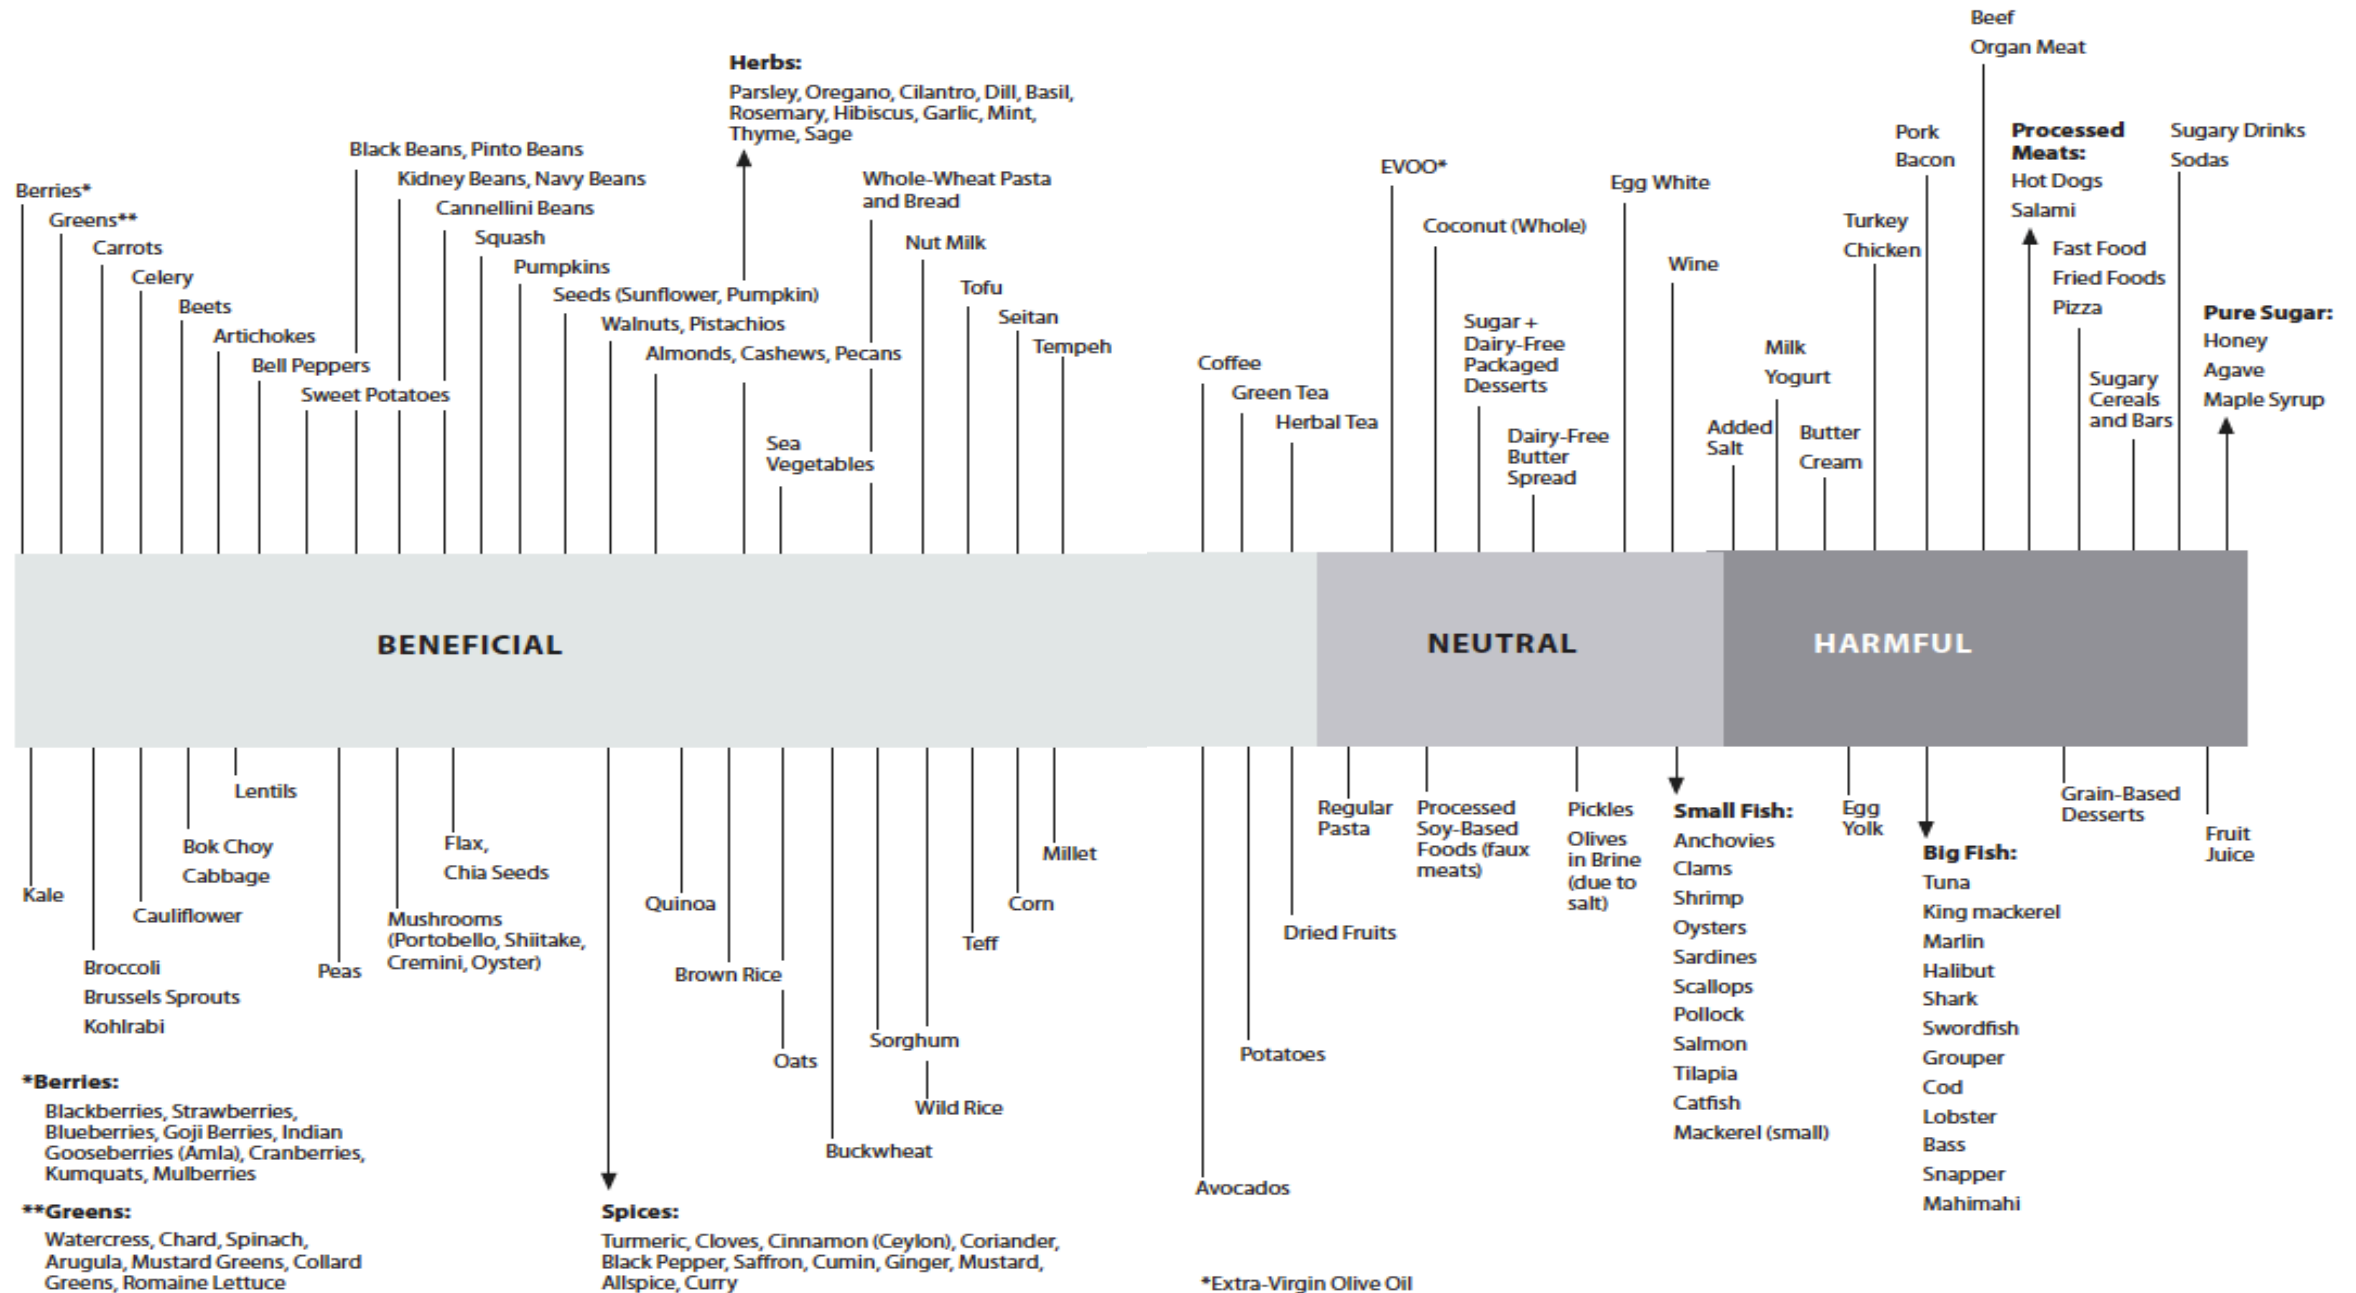 Berries*
Greens**
Carrots
Celery
Beets
Artichokes
Bell Peppers
Sweet Potatoes
Black Beans, Pinto Beans
Kidney Beans, Navy Beans
Cannellini Beans
Squash
Pumpkins
Seeds (Sunflower, Pumpkin)
Walnuts, Pistachios
Almonds, Cashews, Pecans
Herbs:
Parsley, Oregano, Cilantro, Dill, Basil,
Rosemary, Hibiscus, Garlic, Mint,
Thyme, Sage
Sea
Vegetables
Whole-Wheat Pasta
and Bread
Nut Milk
Tofu
Seitan
Tempeh
Coffee
Green Tea
Herbal Tea
EVOO*
Coconut (Whole)
Sugar +
Dairy-Free
Packaged
Desserts
Dairy-Free
Butter
Spread
Egg White
Wine
Added
Salt
Milk
Yogurt
Butter
Cream
Turkey
Chicken
Pork
Bacon
Beef
Organ Meat
Processed
Meats:
Hot Dogs
Salami
Fast Food
Fried Foods
Pizza
Sugary
Cereals
and Bars
Sugary Drinks
Sodas
Pure Sugar:
Honey
Agave
Maple Syrup
BENEFICIAL
NEUTRAL
HARMFUL
Kale
Broccoli
Brussels Sprouts
Kohlrabi
Cauliflower
Bok Choy
Cabbage
Lentils
Peas
Mushrooms
(Portobello, Shiitake,
Cremini, Oyster)
Flax,
Chia Seeds
Spices:
Turmeric, Cloves, Cinnamon (Ceylon), Coriander,
Black Pepper, Saffron, Cumin, Ginger, Mustard,
Allspice, Curry
Quinoa
Brown Rice
Oats
Buckwheat
Sorghum
Wild Rice
Teff
Corn
Millet
Avocados
Potatoes
Dried Fruits
Regular
Pasta
Processed
Soy-Based
Foods (faux
meats)
Pickles
Olives
in Brine
(due to
salt)
Small Fish:
Anchovies
Clams
Shrimp
Oysters
Sardines
Scallops
Pollock
Salmon
Tilapia
Catfish
Mackerel (small)
Egg
Yolk
Big Fish:
Tuna
King mackerel
Marlin
Halibut
Shark
Swordfish
Grouper
Cod
Lobster
Bass
Snapper
Mahimahi
Grain-Based
Desserts
Fruit
Juice
*Berries:
Blackberries, Strawberries,
Blueberries, Goji Berries, Indian
Gooseberries (Amla), Cranberries,
Kumquats, Mulberries
**Greens:
Watercress, Chard, Spinach,
Arugula, Mustard Greens, Collard
Greens, Romaine Lettuce
*Extra-Virgin Olive Oil